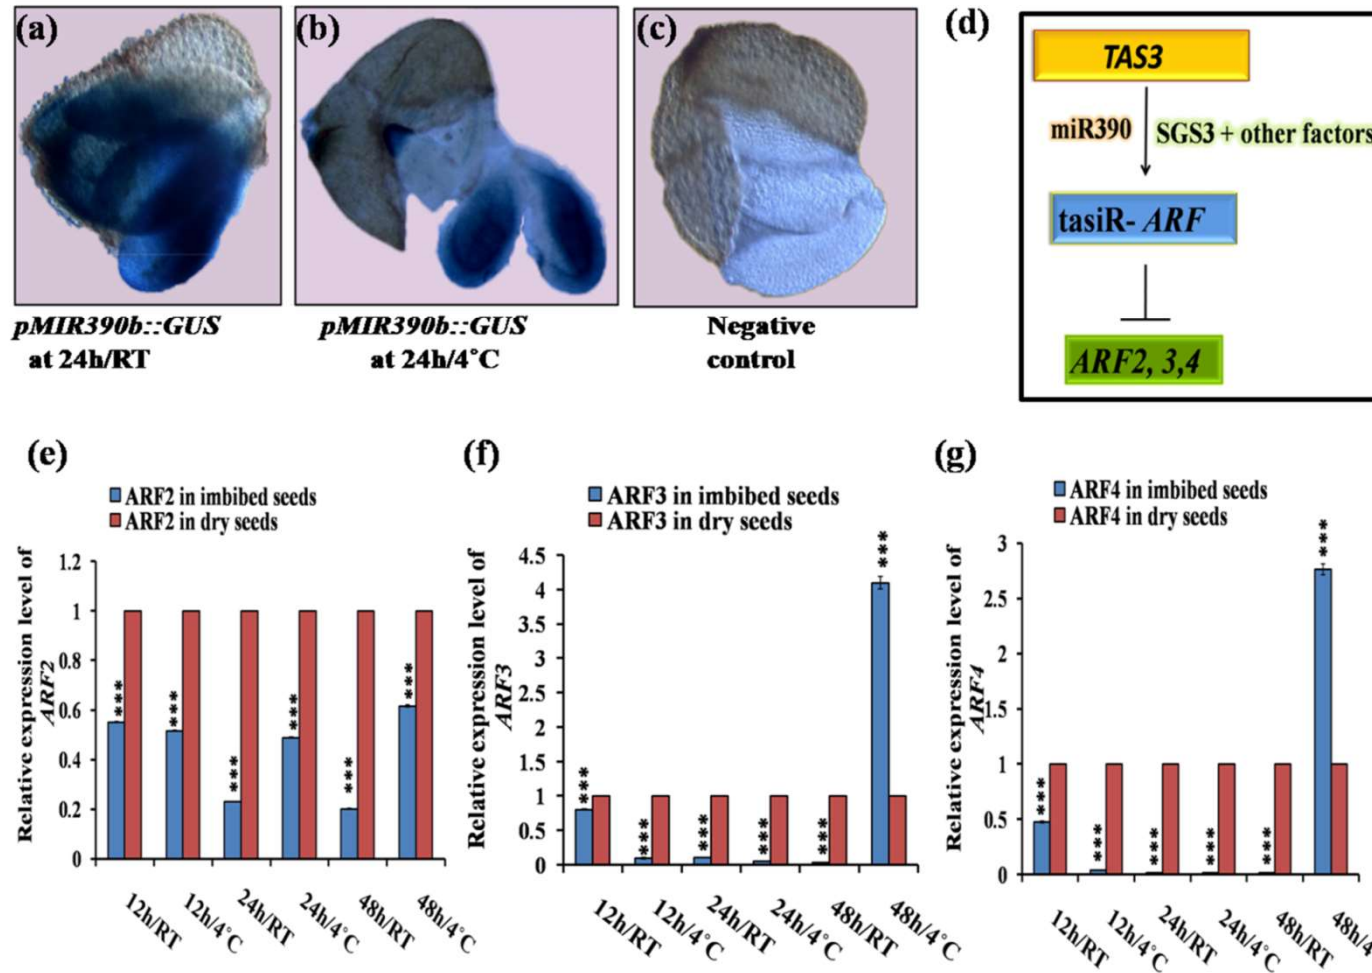 (a)
(b)
(c)
(d)
pMIR390b::GUS
at 24h/RT
pMIR390b::GUS
at 24h/4°C
Negative
control
TAS3
miR390
SGS3 + other factors
tasiR- ARF
ARF2, 3,4
(e)
ARF2 in imbibed seeds
ARF2 in dry seeds
Relative expression level of
ARF2
1.2
1
0.8
0.6
0.4
0.2
0
***
***
***
***
***
***
12h/RT
12h/4°C
24h/RT
24h/4°C
48h/RT
48h/4°C
(f)
ARF3 in imbibed seeds
ARF3 in dry seeds
Relative expression level of
ARF3
4.5
4
3.5
3
2.5
2
1.5
1
0.5
0
***
***
***
***
***
***
12h/RT
12h/4°C
24h/RT
24h/4°C
48h/RT
48h/4°C
(g)
ARF4 in imbibed seeds
ARF4 in dry seeds
Relative expression level of
ARF4
3
2.5
2
1.5
1
0.5
0
***
***
***
***
***
***
12h/RT
12h/4°C
24h/RT
24h/4°C
48h/RT
48h/4